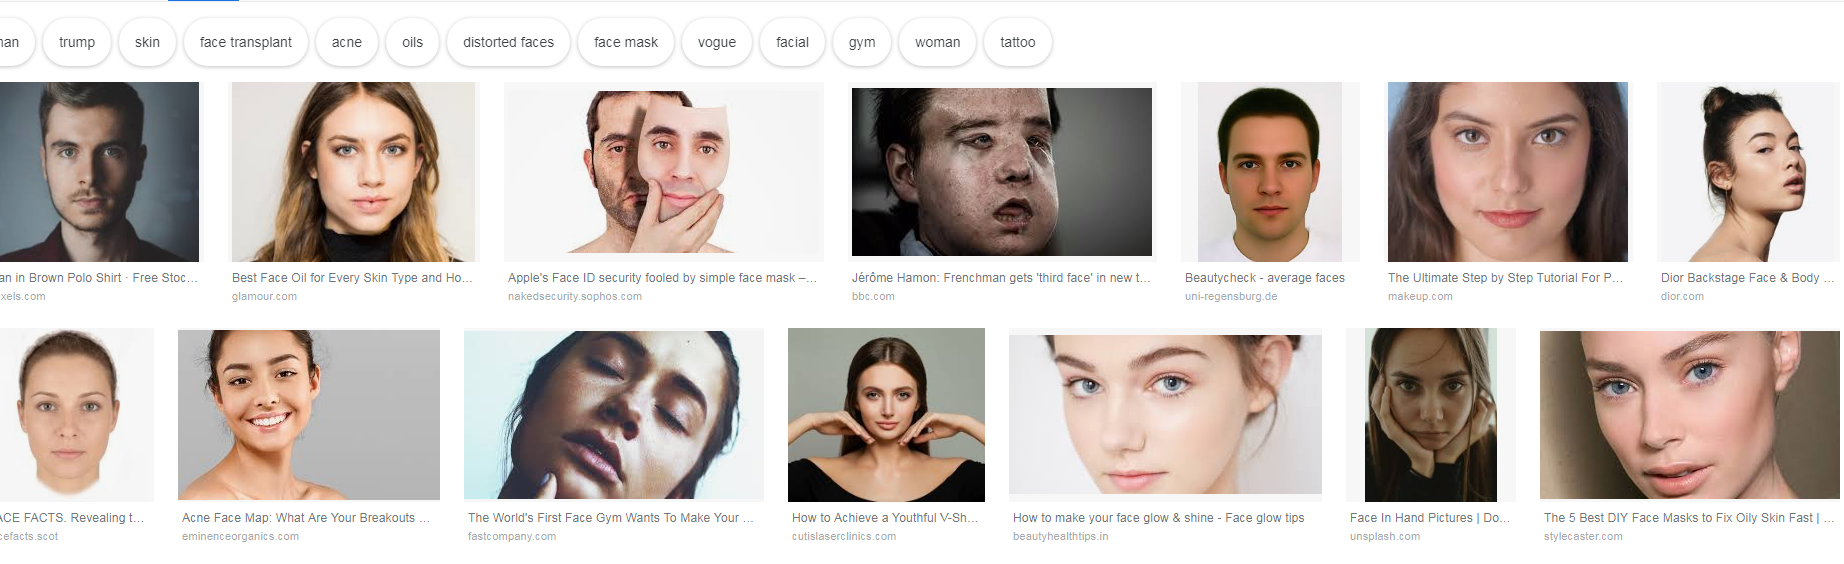 nan trump skin face transplant acne oils distorted faces face mask vogue facial gym woman tattoo
an in Brown Polo Shirt · Free Stoc... Best Face Oil for Every Skin Type and Ho... Apple's Face ID security fooled by simple face mask –... Jérôme Hamon: Frenchman gets 'third face' in new t... Beautycheck - average faces The Ultimate Step by Step Tutorial For P... Dior Backstage Face & Body ...
xels.com glamour.com nakedsecurity.sophos.com bbc.com uni-regensburg.de makeup.com dior.com
ACE FACTS. Revealing t... Acne Face Map: What Are Your Breakouts ... The World's First Face Gym Wants To Make Your ... How to Achieve a Youthful V-Sh... How to make your face glow & shine - Face glow tips Face In Hand Pictures | Do... The 5 Best DIY Face Masks to Fix Oily Skin Fast | ...
cefacts.scot eminenceorganics.com fastcompany.com cutislaserclinics.com beautyhealthtips.in unsplash.com stylecaster.com